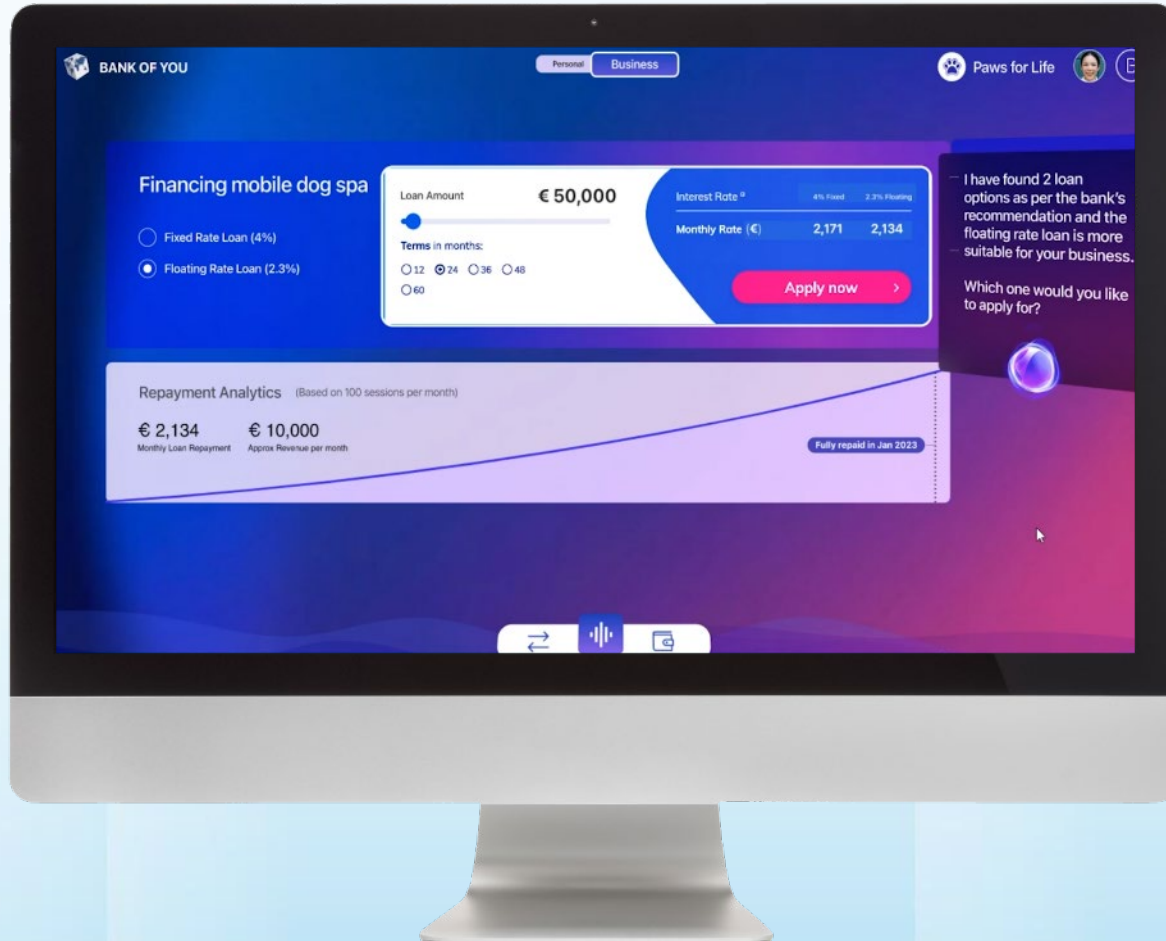 BANK OF YOU
Personal
Business
Paws for Life
Financing mobile dog spa
Fixed Rate Loan (4%)
Floating Rate Loan (2.3%)
Loan Amount
€ 50,000
Terms in months:
12 24 36 48
60
Interest Rate
4% Fixed 2.3% Floating
Monthly Rate (€) 2,171 2,134
Apply now
I have found 2 loan
options as per the bank's
recommendation and the
floating rate loan is more
suitable for your business.
Which one would you like
to apply for?
Repayment Analytics (Based on 100 sessions per month)
€ 2,134
Monthly Loan Repayment
€ 10,000
Approx Revenue per month
Fully repaid in Jan 2023